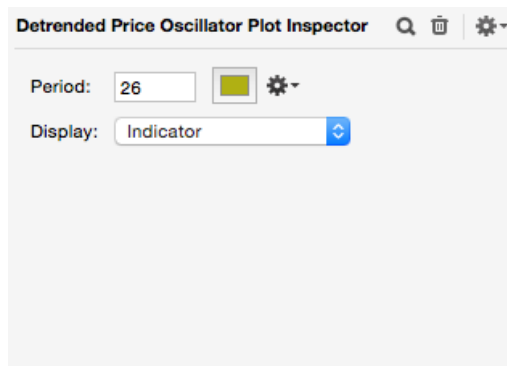 Detrended Price Oscillator Plot Inspector
Period: 26
Display: Indicator